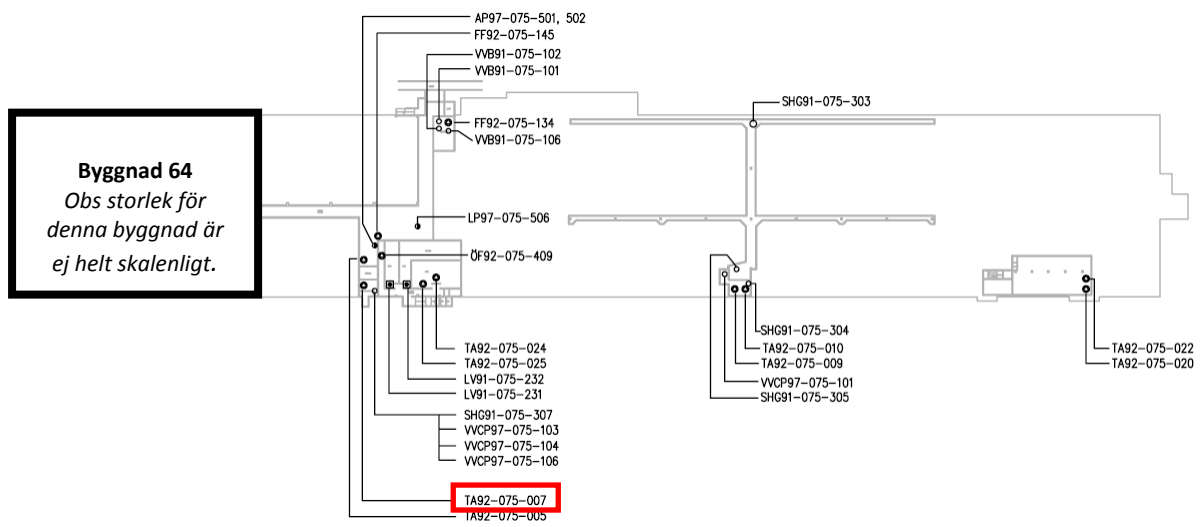 AP97-075-501, 502
FF92-075-145
VVB91-075-102
VVB91-075-101
FF92-075-134
VVB91-075-106
SHG91-075-303
Byggnad 64
Obs storlek för
denna byggnad är
ej helt skalenligt.
LP97-075-506
ÖF92-075-409
TA92-075-024
TA92-075-025
LV91-075-232
LV91-075-231
SHG91-075-307
VVCP97-075-103
VVCP97-075-104
VVCP97-075-106
TA92-075-007
TA92-075-005
SHG91-075-304
TA92-075-010
TA92-075-009
VVCP97-075-101
SHG91-075-305
TA92-075-022
TA92-075-020